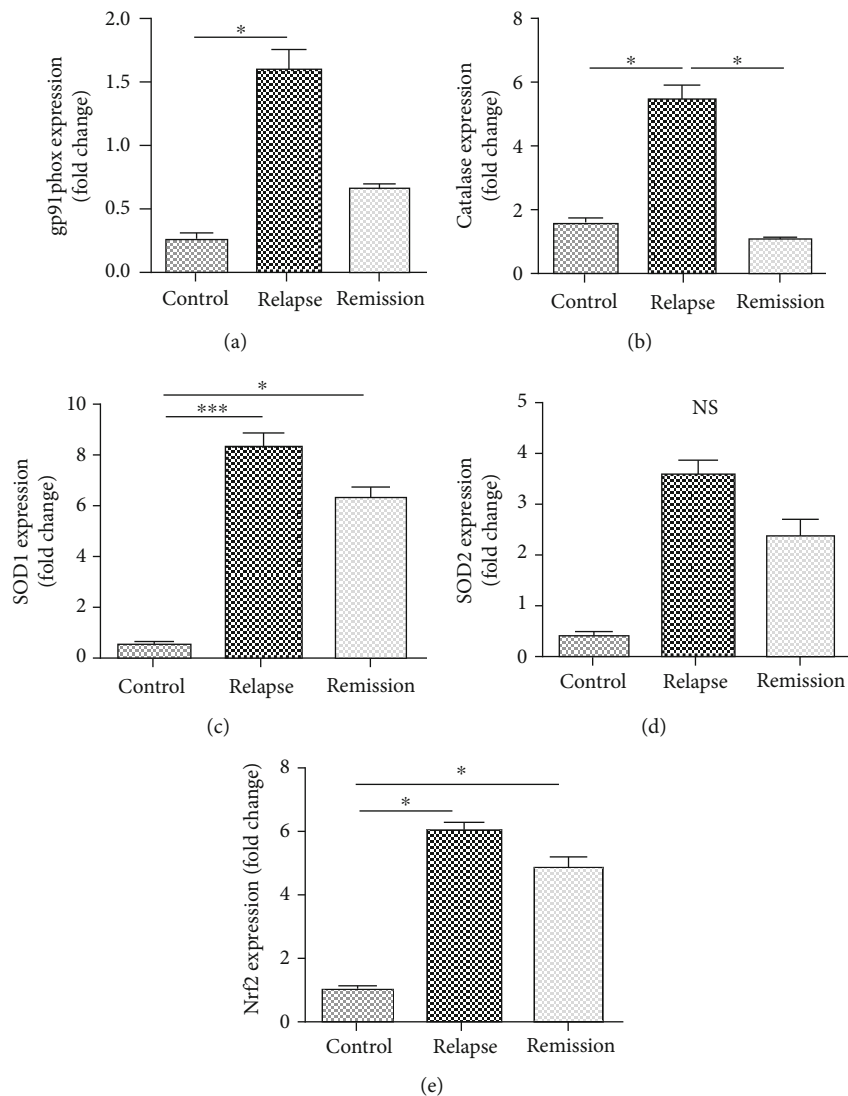 gp91phox expression
(fold change)
2.0
1.5
1.0
0.5
0.0
*
Control
Relapse
Remission
(a)
Catalase expression
(fold change)
8
6
4
2
0
*
*
Control
Relapse
Remission
(b)
SOD1 expression
(fold change)
10
8
6
4
2
0
*
***
Control
Relapse
Remission
(c)
SOD2 expression
(fold change)
5
4
3
2
1
0
NS
Control
Relapse
Remission
(d)
Nrf2 expression (fold change)
8
6
4
2
0
*
*
Control
Relapse
Remission
(e)